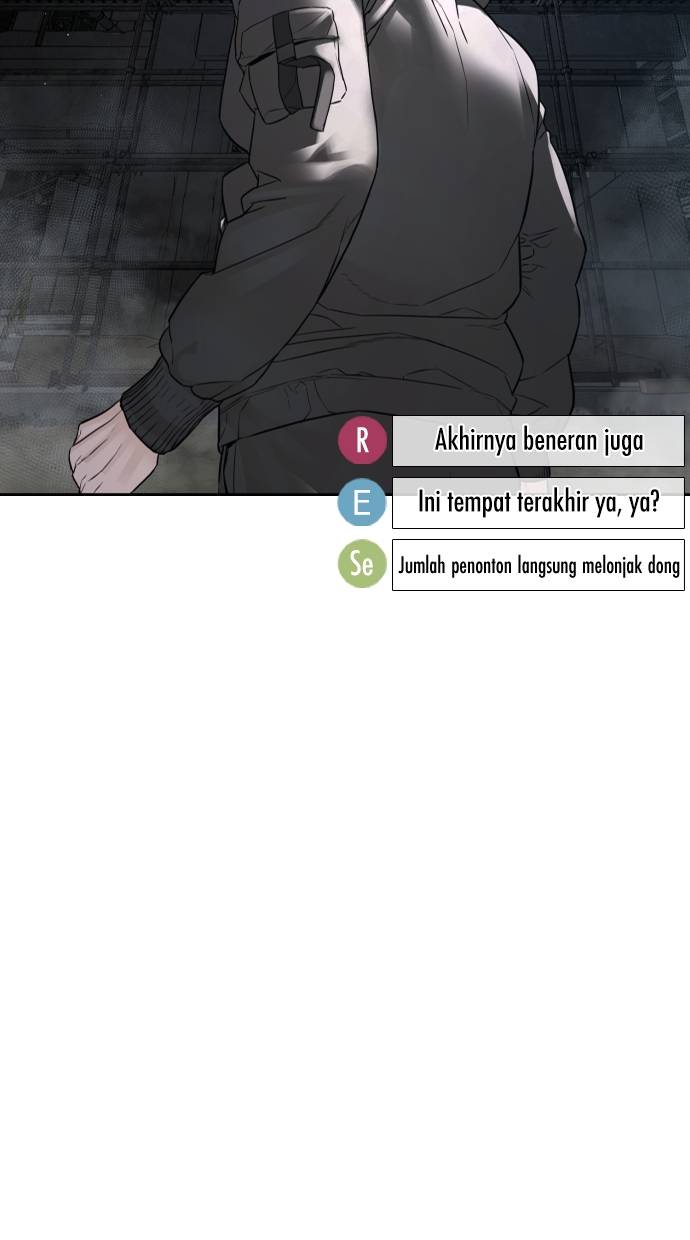 R Akhirnya beneran juga
E Ini tempat terakhir ya, ya?
Se Jumlah penonton langsung melonjak dong